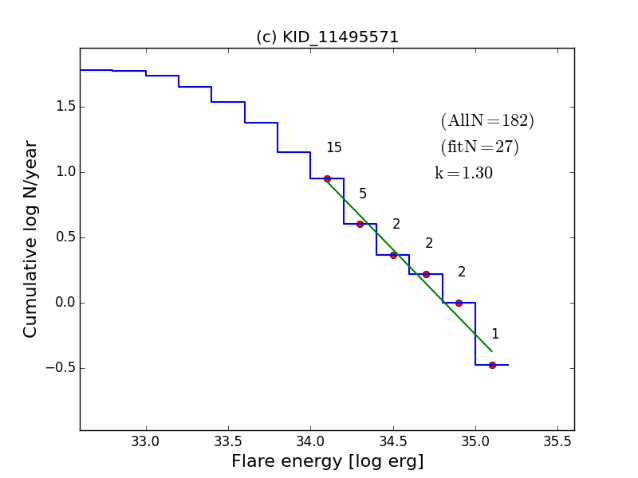 (c) KID_11495571
Cumulative log N/year
1.5
1.0
0.5
0.0
−0.5
(AllN=182)
(fitN=27)
k=1.30
15
5
2
2
2
1
33.0 33.5 34.0 34.5 35.0 35.5
Flare energy [log erg]